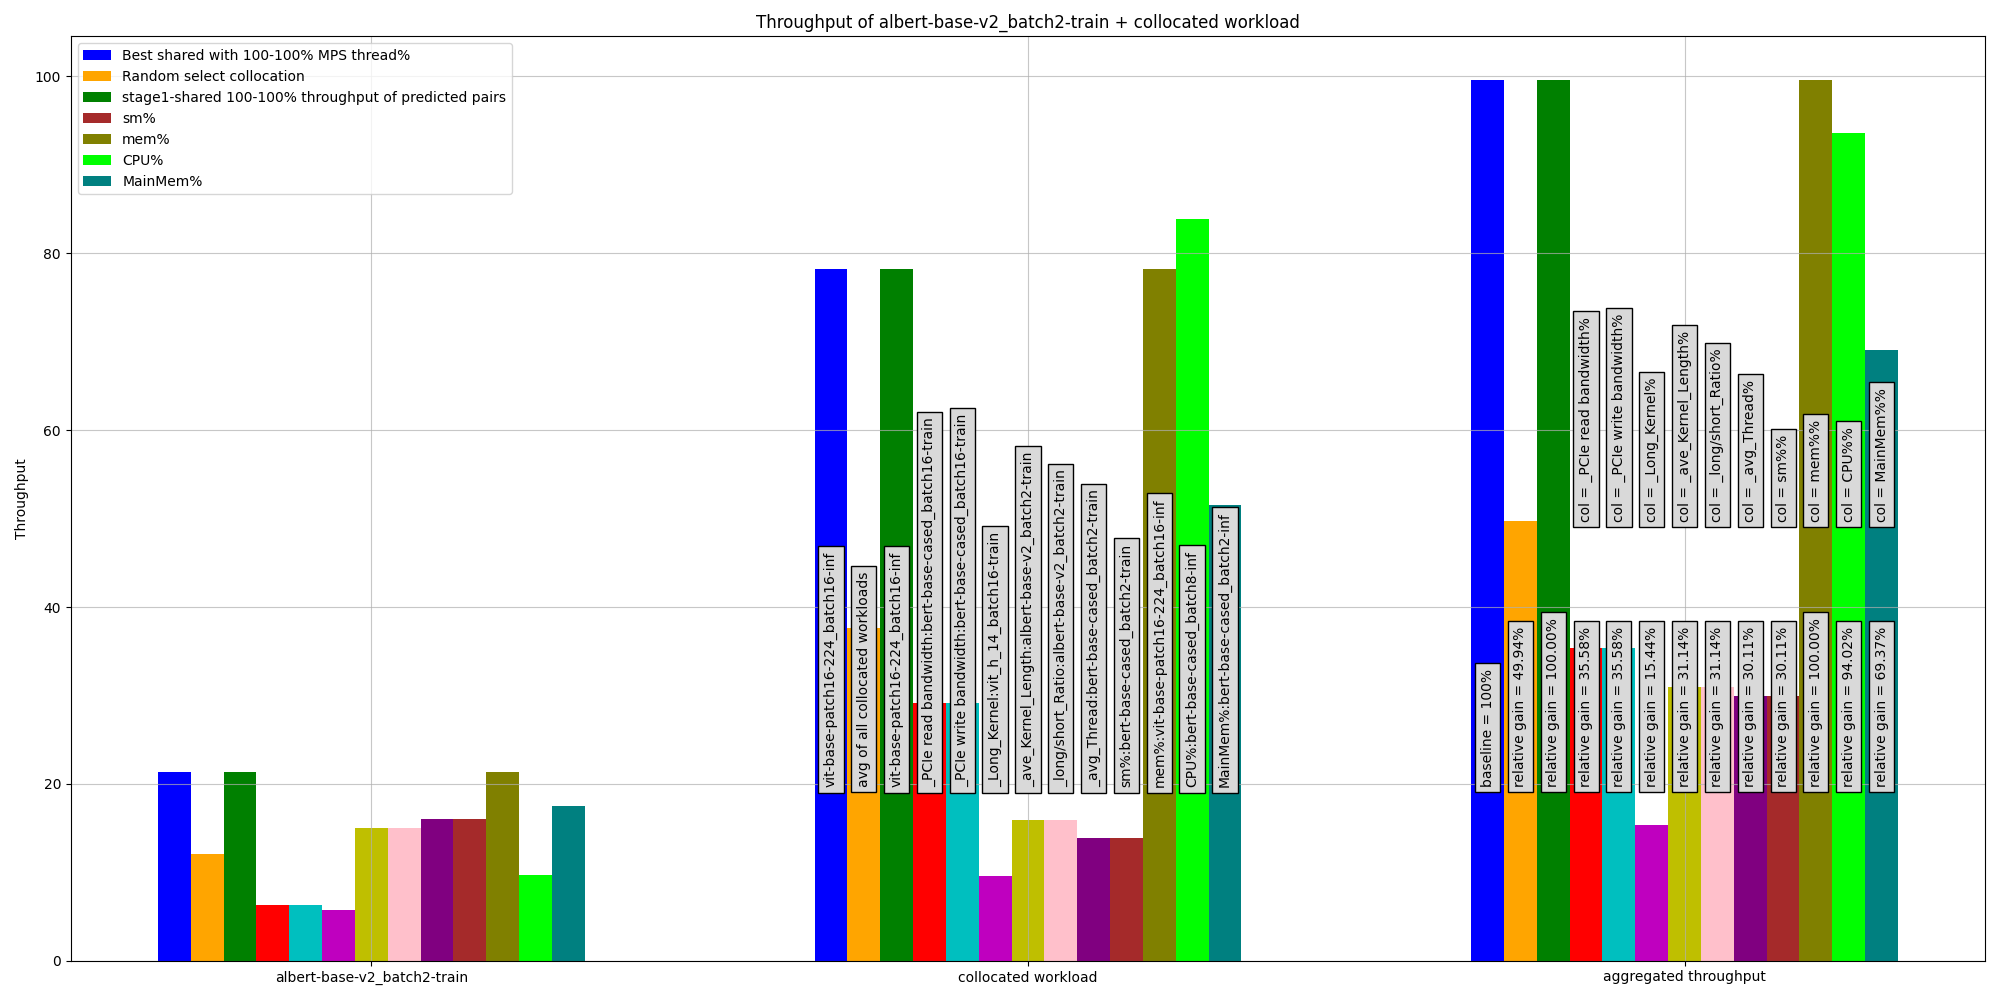 Throughput of albert-base-v2_batch2-train + collocated workload
Best shared with 100-100% MPS thread%
Random select collocation
stage1-shared 100-100% throughput of predicted pairs
sm%
mem%
CPU%
MainMem%
Throughput
100
80
60
40
20
0
vit-base-patch16-224_batch16-inf
avg of all collocated workloads
vit-base-patch16-224_batch16-inf
_PCIe read bandwidth:bert-base-cased_batch16-train
_PCIe write bandwidth:bert-base-cased_batch16-train
_Long_Kernel:vit_h_14_batch16-train
_ave_Kernel_Length:albert-base-v2_batch2-train
_long/short_Ratio:albert-base-v2_batch2-train
_avg_Thread:bert-base-cased_batch2-train
sm%:bert-base-cased_batch2-train
mem%:vit-base-patch16-224_batch16-inf
CPU%:bert-base-cased_batch8-inf
MainMem%:bert-base-cased_batch2-inf
col = _PCIe read bandwidth%
col = _PCIe write bandwidth%
col = _Long_Kernel%
col = _ave_Kernel_Length%
col = _long/short_Ratio%
col = _avg_Thread%
col = sm%%
col = mem%%
col = CPU%%
col = MainMem%%
baseline = 100%
relative gain = 49.94%
relative gain = 100.00%
relative gain = 35.58%
relative gain = 35.58%
relative gain = 15.44%
relative gain = 31.14%
relative gain = 31.14%
relative gain = 30.11%
relative gain = 30.11%
relative gain = 100.00%
relative gain = 94.02%
relative gain = 69.37%
albert-base-v2_batch2-train
collocated workload
aggregated throughput